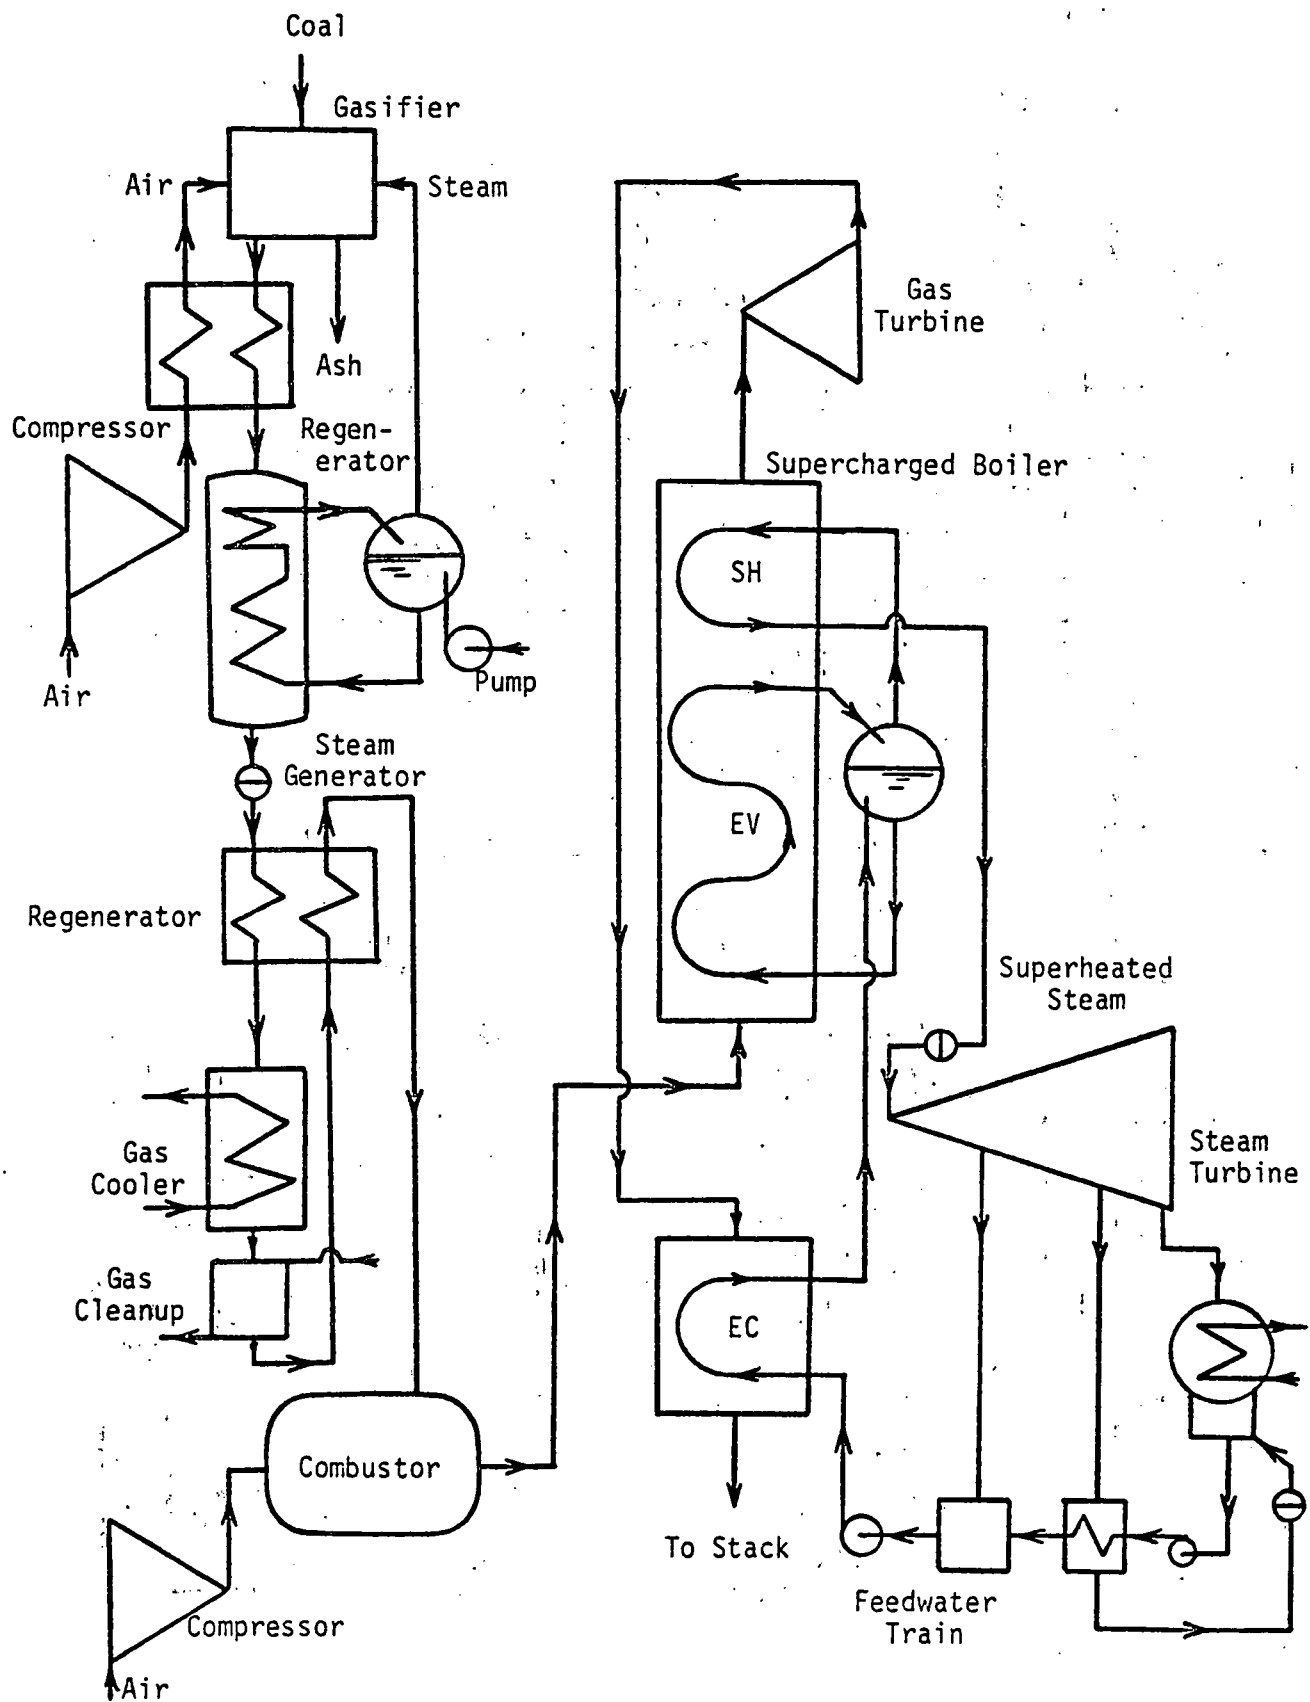 Coal
Gasifier
Air
Steam
Ash
Compressor
Regen-
erator
Air
Pump
Steam
Generator
Regenerator
Gas
Cooler
Gas
Cleanup
Combustor
Compressor
Air
Gas
Turbine
Supercharged Boiler
SH
EV
Superheated
Steam
Steam
Turbine
EC
To Stack
Feedwater
Train